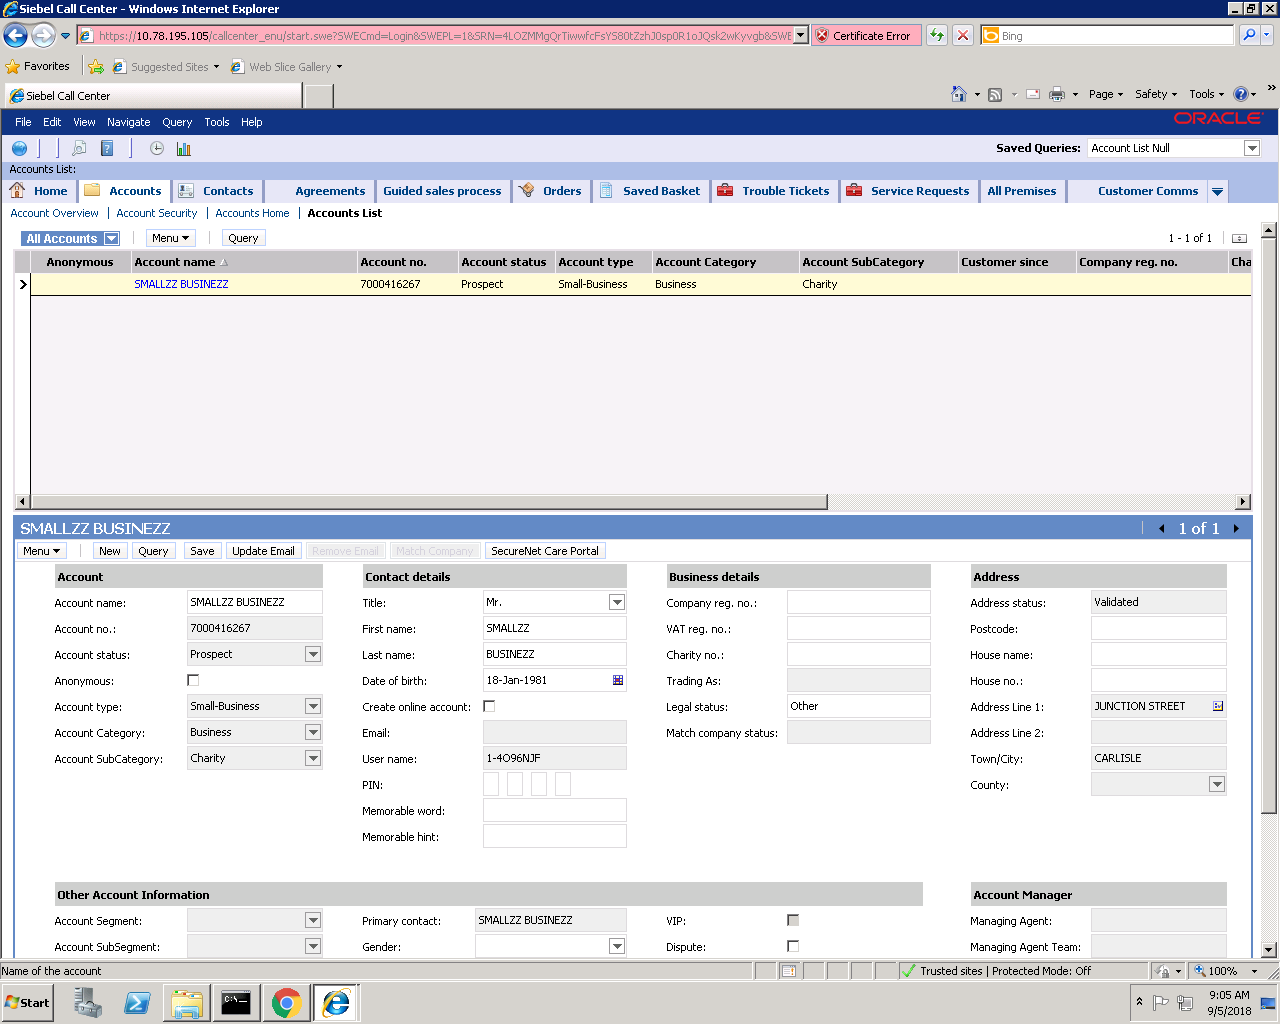 Siebel Call Center - Windows Internet Explorer
https://10.78.195.105/callcenter_enu/start.swe?SWECmd=Login&SWEPL=1&SRN= Certificate Error Bing
Favorites Suggested Sites Web Slice Gallery
Siebel Call Center Page Safety Tools »
File Edit View Navigate Query Tools Help ORACLE
Saved Queries: Account List Null
Accounts List:
Home Accounts Contacts Agreements Guided sales process Orders Saved Basket Trouble Tickets Service Requests All Premises Customer Comms
Account Overview | Account Security | Accounts Home | Accounts List
All Accounts Menu Query 1 - 1 of 1
Anonymous Account name Account no. Account status Account type Account Category Account SubCategory Customer since Company reg. no. Cha
SMALLZZ BUSINEZZ 7000416267 Prospect Small-Business Business Charity
SMALLZZ BUSINEZZ 1 of 1
Menu New Query Save Update Email Remove Email Match Company SecureNet Care Portal
Account Contact details Business details Address
Account name: SMALLZZ BUSINEZZ Title: Mr. Company reg. no.: Address status: Validated
Account no.: 7000416267 First name: SMALLZZ VAT reg. no.: Postcode:
Account status: Prospect Last name: BUSINEZZ Charity no.: House name:
Anonymous: Date of birth: 18-Jan-1981 Trading As: House no.:
Account type: Small-Business Create online account: Legal status: Other Address Line 1: JUNCTION STREET
Account Category: Business Email: Match company status: Address Line 2:
Account SubCategory: Charity User name: 1-4O96NJF Town/City: CARLISLE
PIN: County:
Memorable word:
Memorable hint:
Other Account Information Account Manager
Account Segment: Primary contact: SMALLZZ BUSINEZZ VIP: Managing Agent:
Account SubSegment: Gender: Dispute: Managing Agent Team:
Name of the account Trusted sites | Protected Mode: Off 100%
Start 9:05 AM
9/5/2018